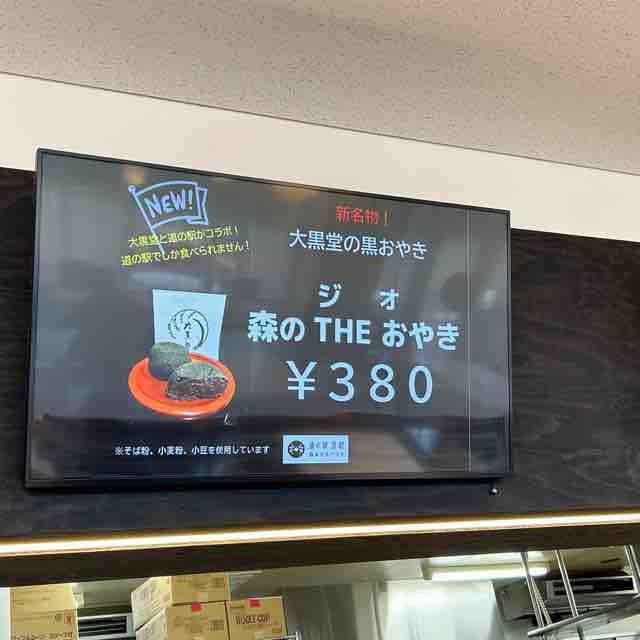 NEW!
大黒堂と道の駅がコラボ！
道の駅でしか食べられません！
新名物！
大黒堂の黒おやき
ジオ
森の THE おやき
￥380
※そば粉、小麦粉、小豆を使用しています